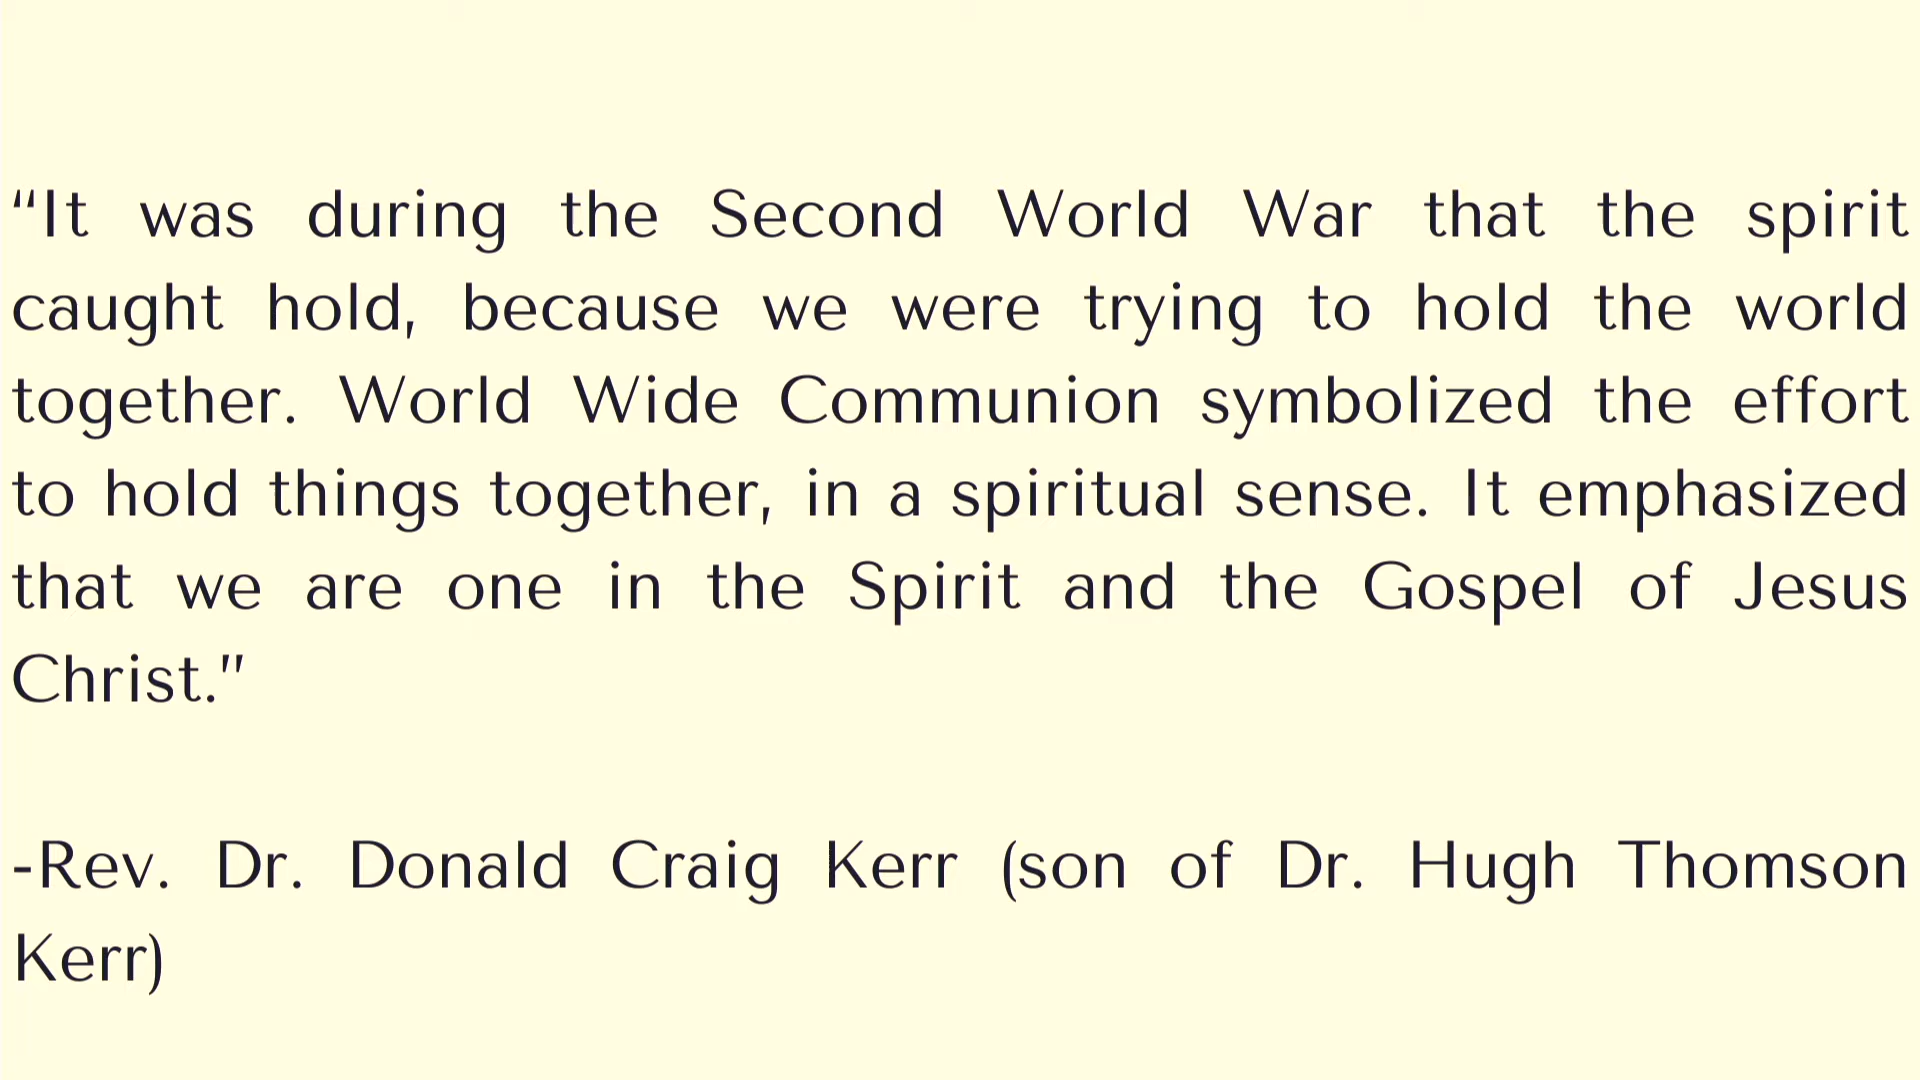 “It was during the Second World War that the spirit
caught hold, because we were trying to hold the world
together. World Wide Communion symbolized the effort
to hold things together, in a spiritual sense. It emphasized
that we are one in the Spirit and the Gospel of Jesus
Christ.”
-Rev. Dr. Donald Craig Kerr (son of Dr. Hugh Thomson
Kerr)